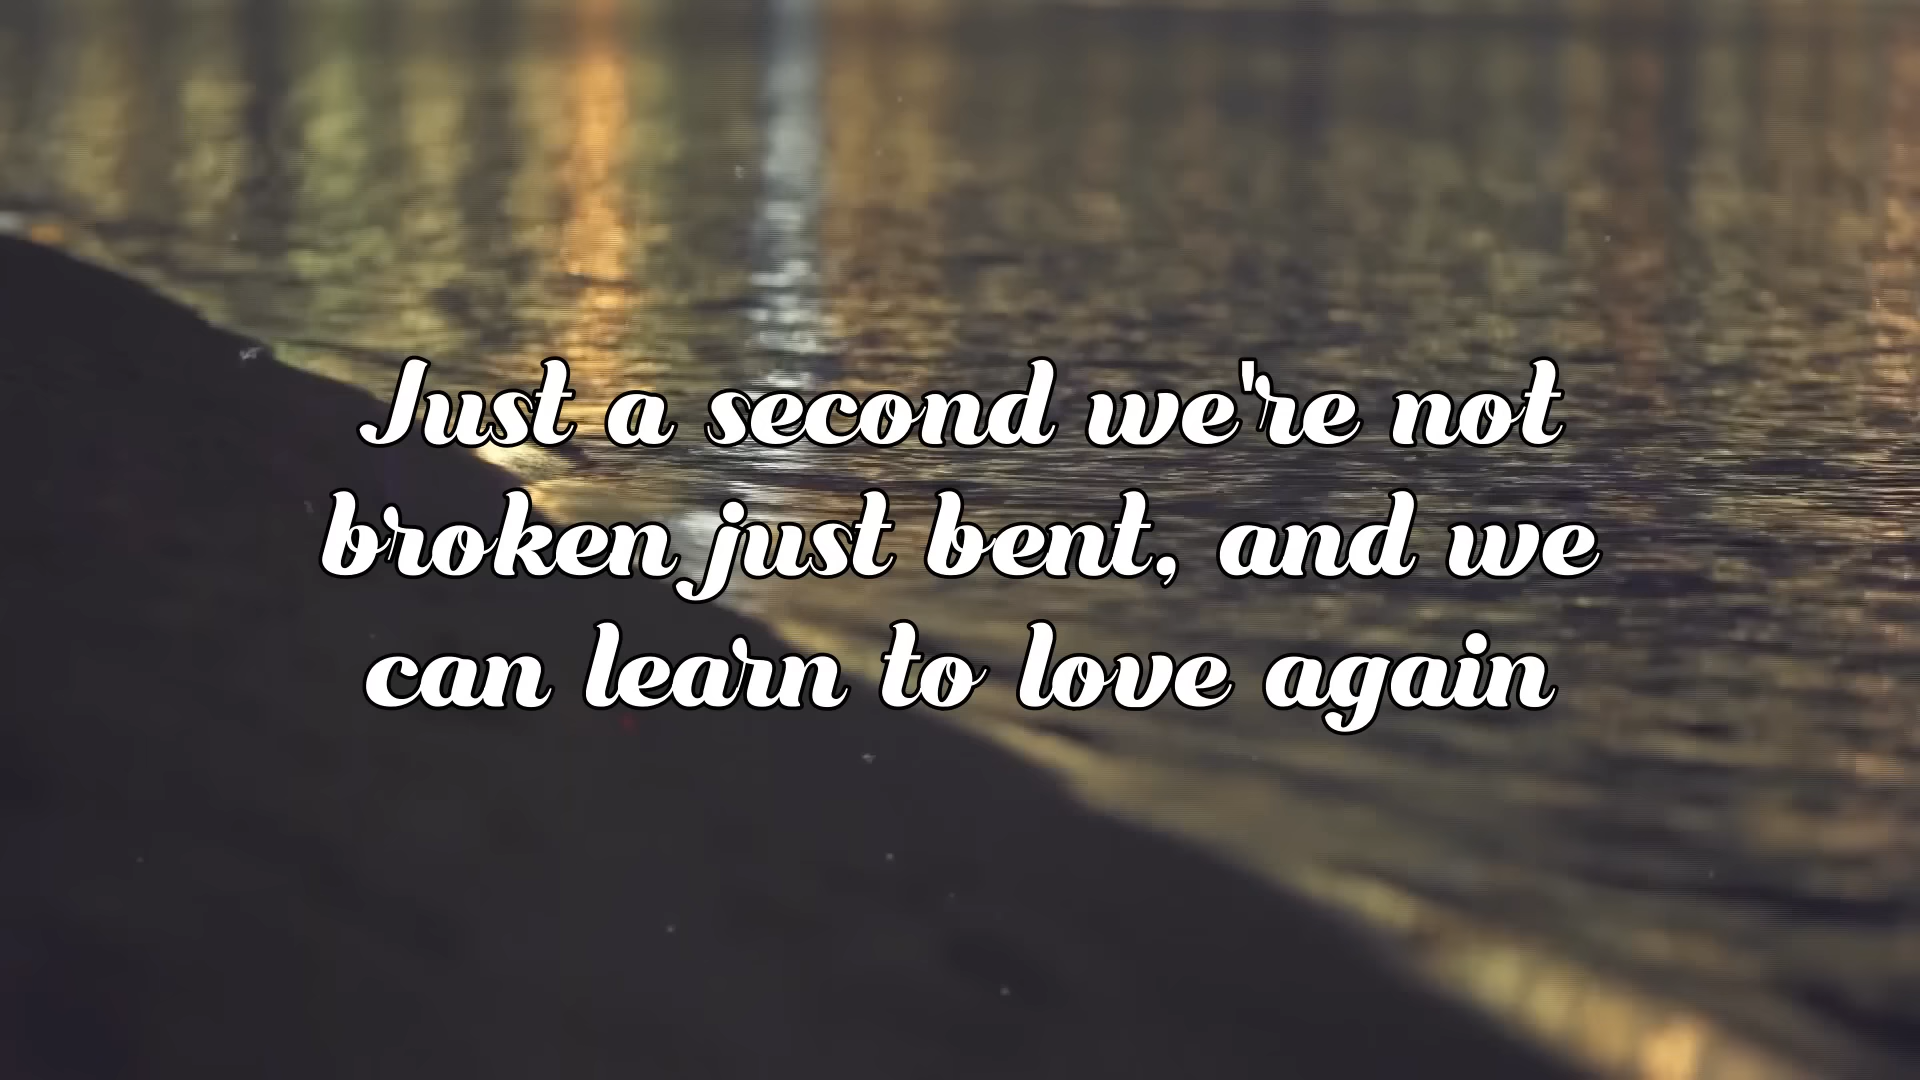 Just a second we're not
broken just bent, and we
can learn to love again